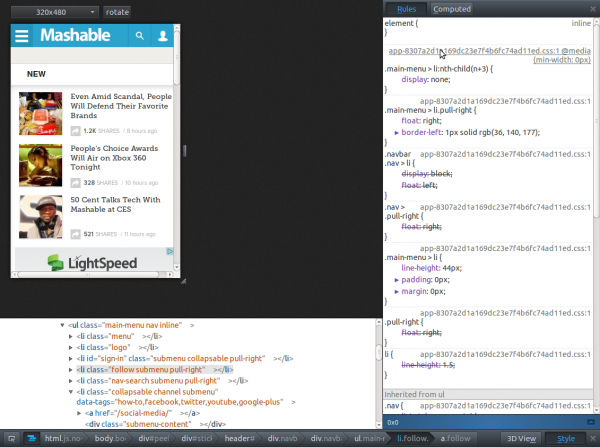 320x480
rotate
Mashable
NEW
Even Amid Scandal, People
Will Defend Their Favorite
Brands
1.2K SHARES / 8 hours ago
People's Choice Awards
Will Air on Xbox 360
Tonight
328 SHARES / 10 hours ago
50 Cent Talks Tech With
Mashable at CES
521 SHARES / 11 hours ago
LightSpeed
<ul class="main-menu nav inline" >
<li class="menu" ></li>
<li class="logo" ></li>
<li id="sign-in" class="submenu collapsable pull-right" ></li>
<li class="follow submenu pull-right" ></li>
<li class="nav-search submenu pull-right" ></li>
<li class="collapsable channel submenu"
data-tags="how-to,facebook,twitter,youtube,google-plus" >
<a href="/social-media/" ></a>
<div class="submenu-content" ></div>
Rules
Computed
element { inline
}
app-8307a2d1a169dc23e7f4b6fc74ad11ed.css:1 @media
(min-width: 0px)
.main-menu > li:nth-child(n+3) {
display: none;
}
app-8307a2d1a169dc23e7f4b6fc74ad11ed.css:1
.main-menu > li.pull-right {
float: right;
border-left: 1px solid rgb(36, 140, 177);
}
.navbar app-8307a2d1a169dc23e7f4b6fc74ad11ed.css:1
.nav > li {
display: block;
float: left;
}
.nav > app-8307a2d1a169dc23e7f4b6fc74ad11ed.css:1
.pull-right {
float: right;
}
app-8307a2d1a169dc23e7f4b6fc74ad11ed.css:1
.main-menu > li {
line-height: 44px;
padding: 0px;
margin: 0px;
}
app-8307a2d1a169dc23e7f4b6fc74ad11ed.css:1
.pull-right {
float: right;
}
li { app-8307a2d1a169dc23e7f4b6fc74ad11ed.css:1
line-height: 1.5;
}
Inherited from ul
.nav { app-8307a2d1a169dc23e7f4b6fc74ad11ed.css:1
0x0
html.js.no
body.bo
div#peel
div#stick
header#
div.navb
div.navba
ul.main-
li.follow.
a.follow
3D View
Style